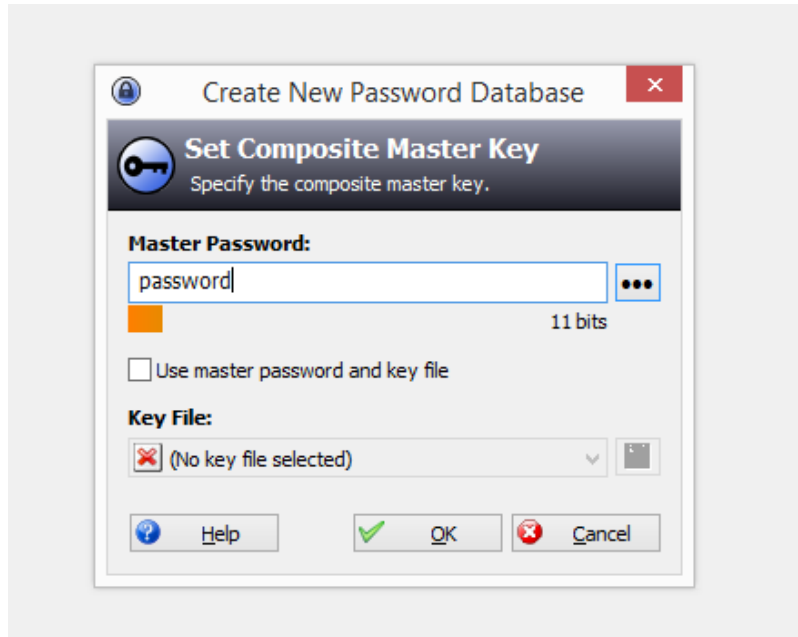 Create New Password Database
Set Composite Master Key
Specify the composite master key.
Master Password:
password
11 bits
Use master password and key file
Key File:
(No key file selected)
Help OK Cancel